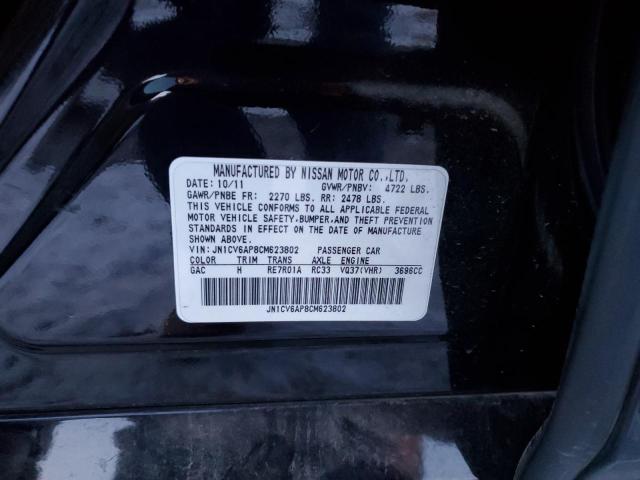 MANUFACTURED BY NISSAN MOTOR CO.,LTD.
DATE: 10/11 GVWR/PNBV: 4722 LBS.
GAWR/PNBE FR: 2270 LBS. RR: 2478 LBS.
THIS VEHICLE CONFORMS TO ALL APPLICABLE FEDERAL
MOTOR VEHICLE SAFETY,BUMPER,AND THEFT PREVENTION
STANDARDS IN EFFECT ON THE DATE OF MANUFACTURE
SHOWN ABOVE.
VIN: JN1CV6AP8CM623802 PASSENGER CAR
COLOR TRIM TRANS AXLE ENGINE
GAC H RE7R01A RC33 VQ37(VHR) 3696CC
JN1CV6AP8CM623802